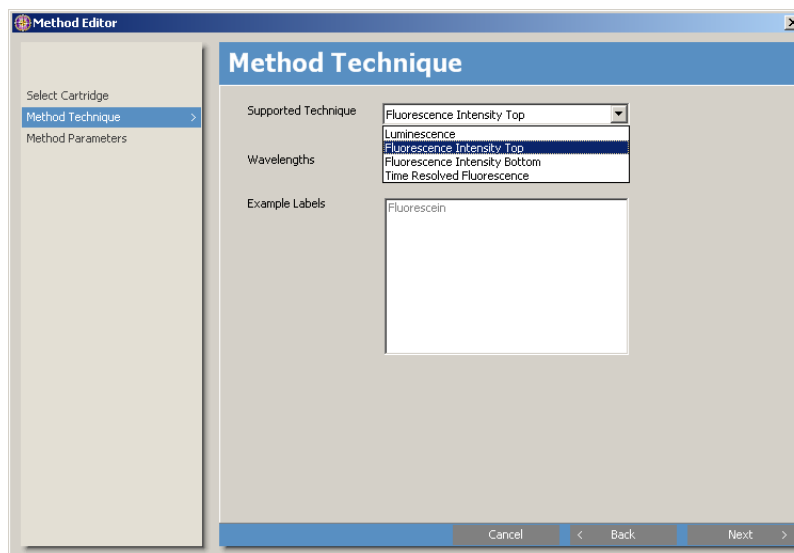 Method Editor
Method Technique
Select Cartridge
Method Technique >
Method Parameters
Supported Technique
Fluorescence Intensity Top
Luminescence
Fluorescence Intensity Top
Fluorescence Intensity Bottom
Time Resolved Fluorescence
Wavelengths
Example Labels
Fluorescein
Cancel < Back Next >